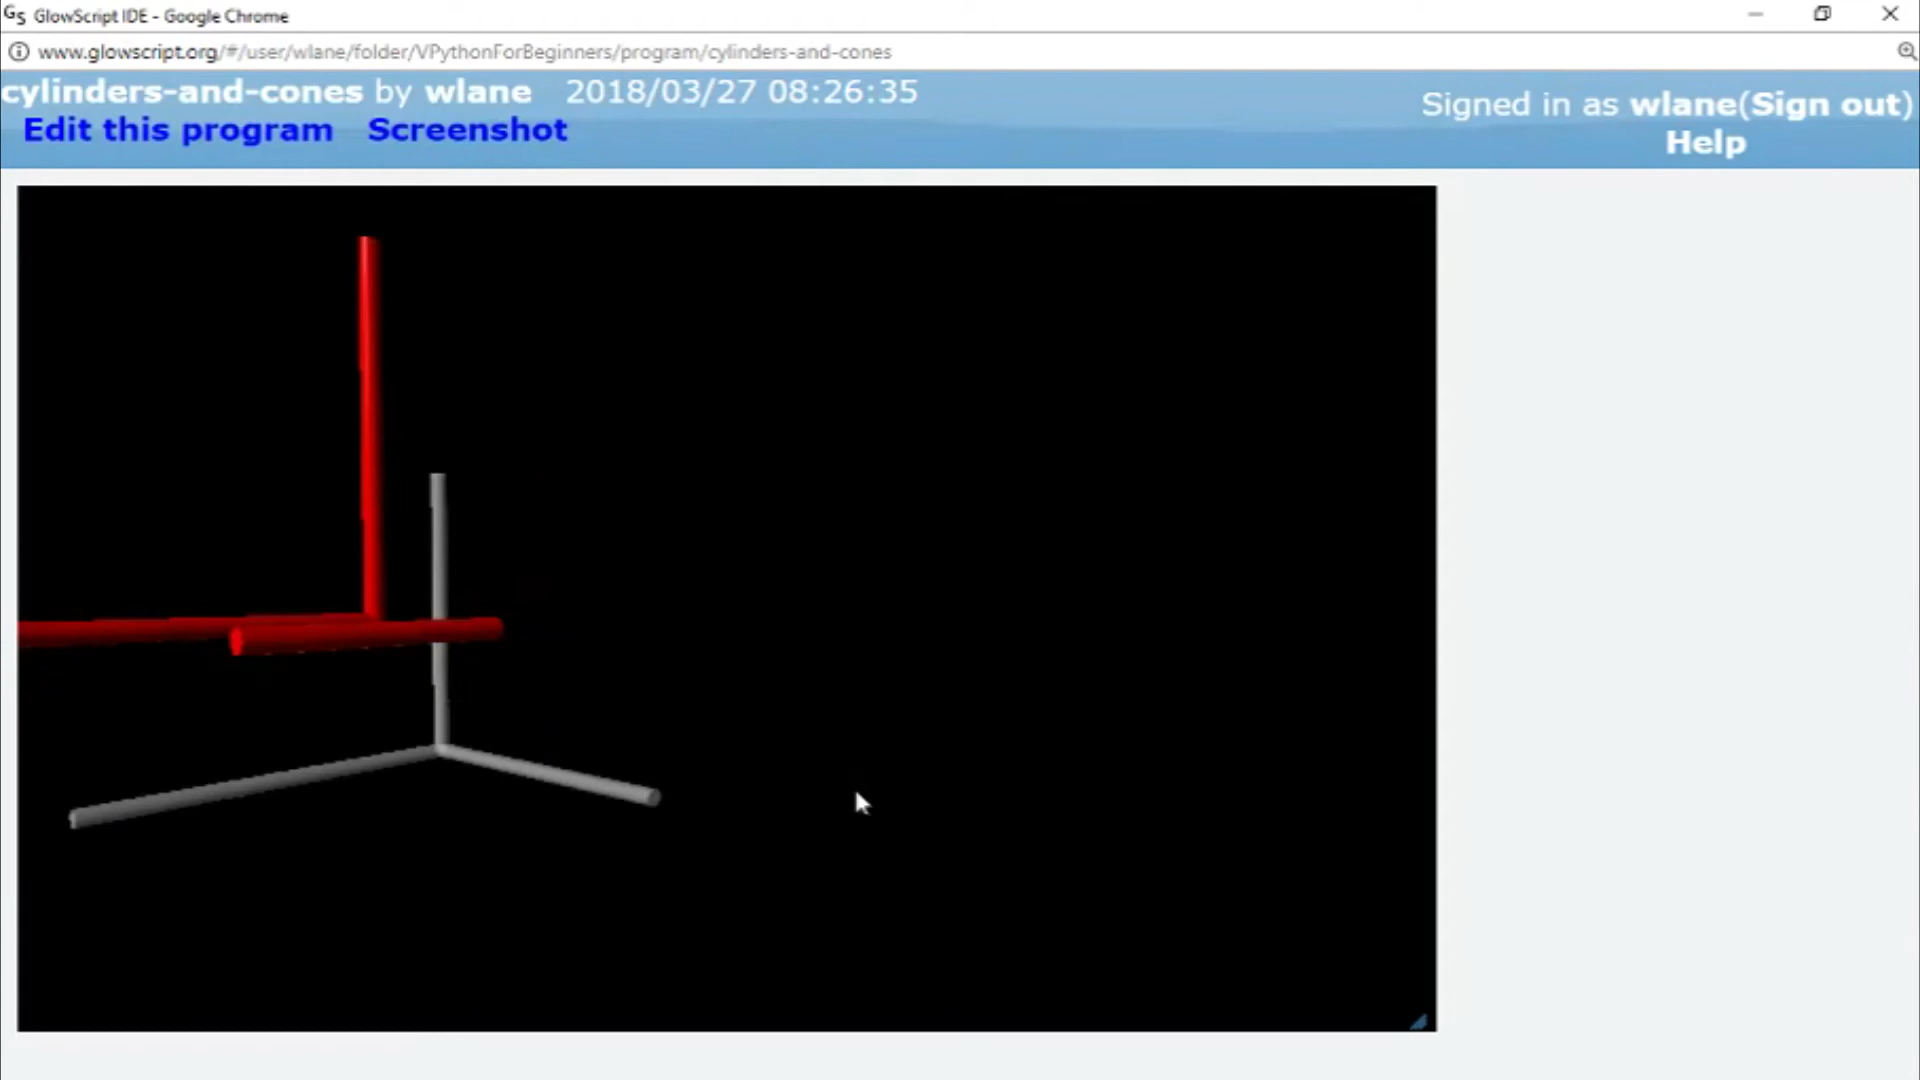 GlowScript IDE - Google Chrome
www.glowscript.org/#/user/wlane/folder/VPythonForBeginners/program/cylinders-and-cones
cylinders-and-cones by wlane 2018/03/27 08:26:35
Signed in as wlane(Sign out)
Edit this program Screenshot
Help